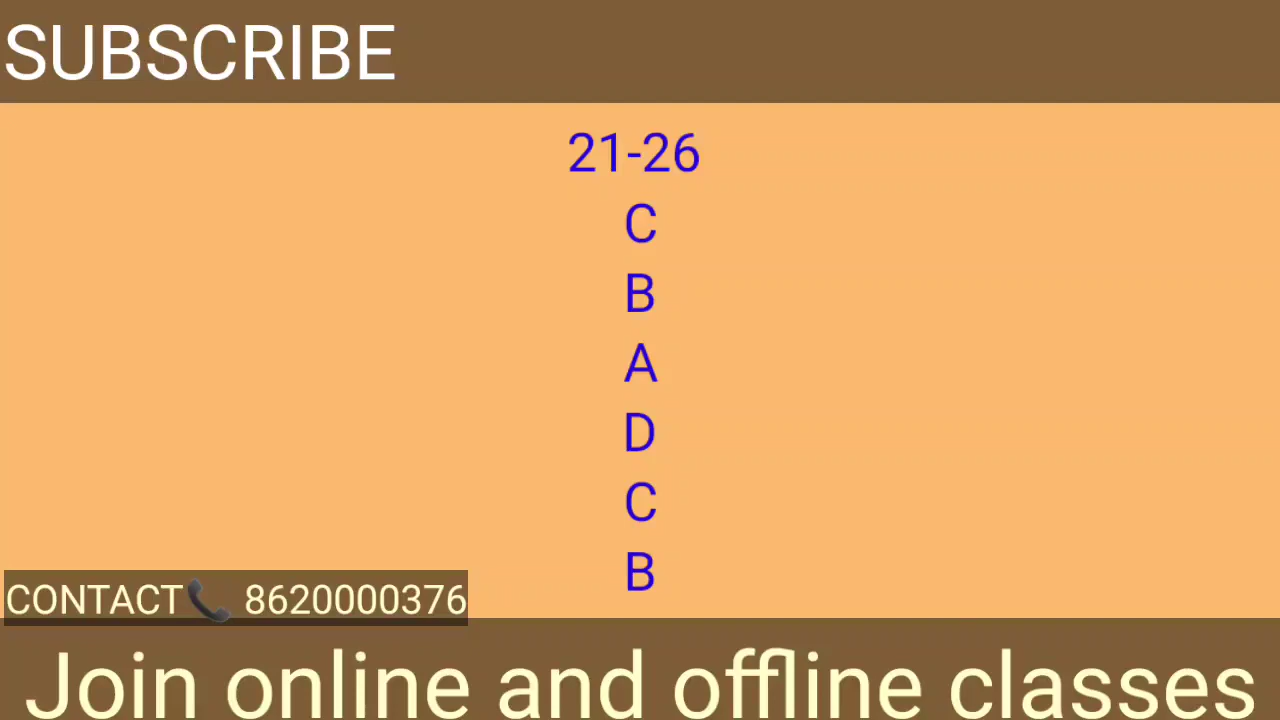 SUBSCRIBE
21-26
C
B
A
D
C
B
CONTACT📞 8620000376
Join online and offline classes